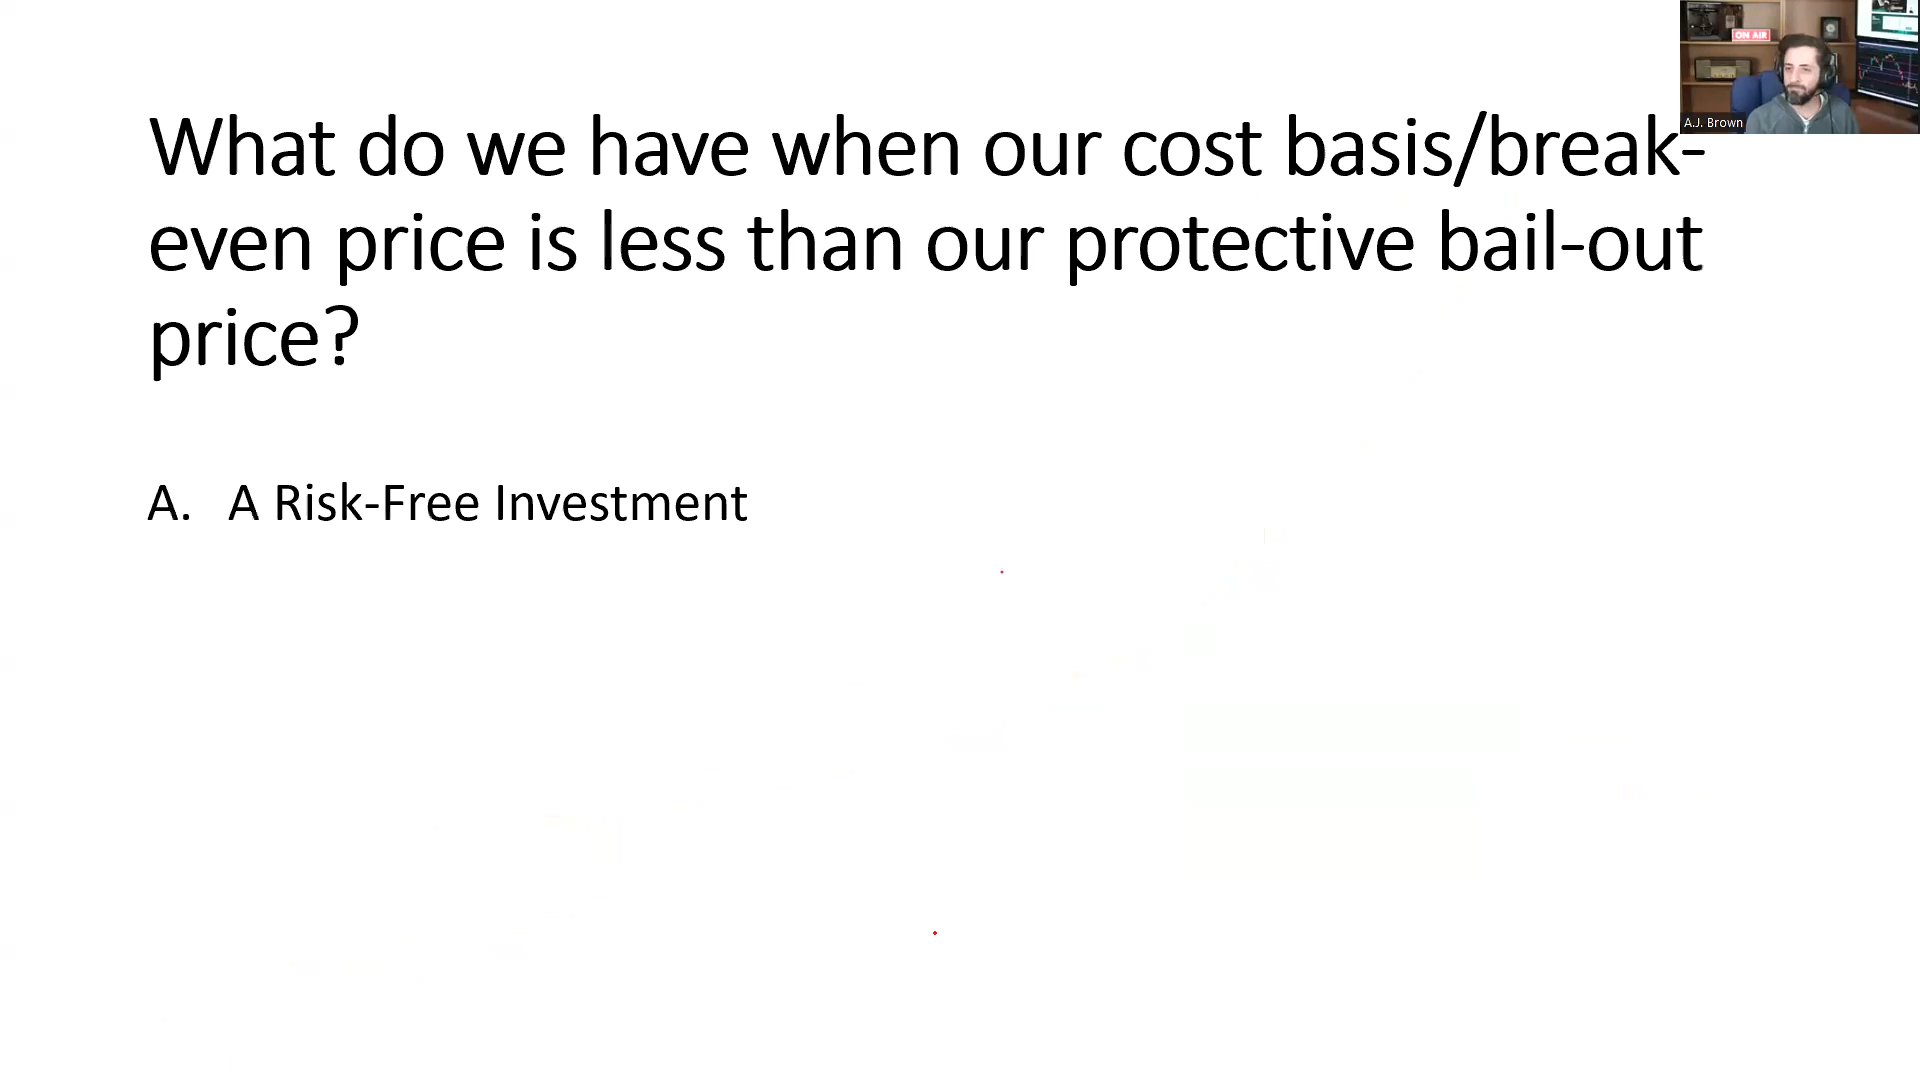 ON AIR
A.J. Brown
What do we have when our cost basis/break-
even price is less than our protective bail-out
price?
A. A Risk-Free Investment